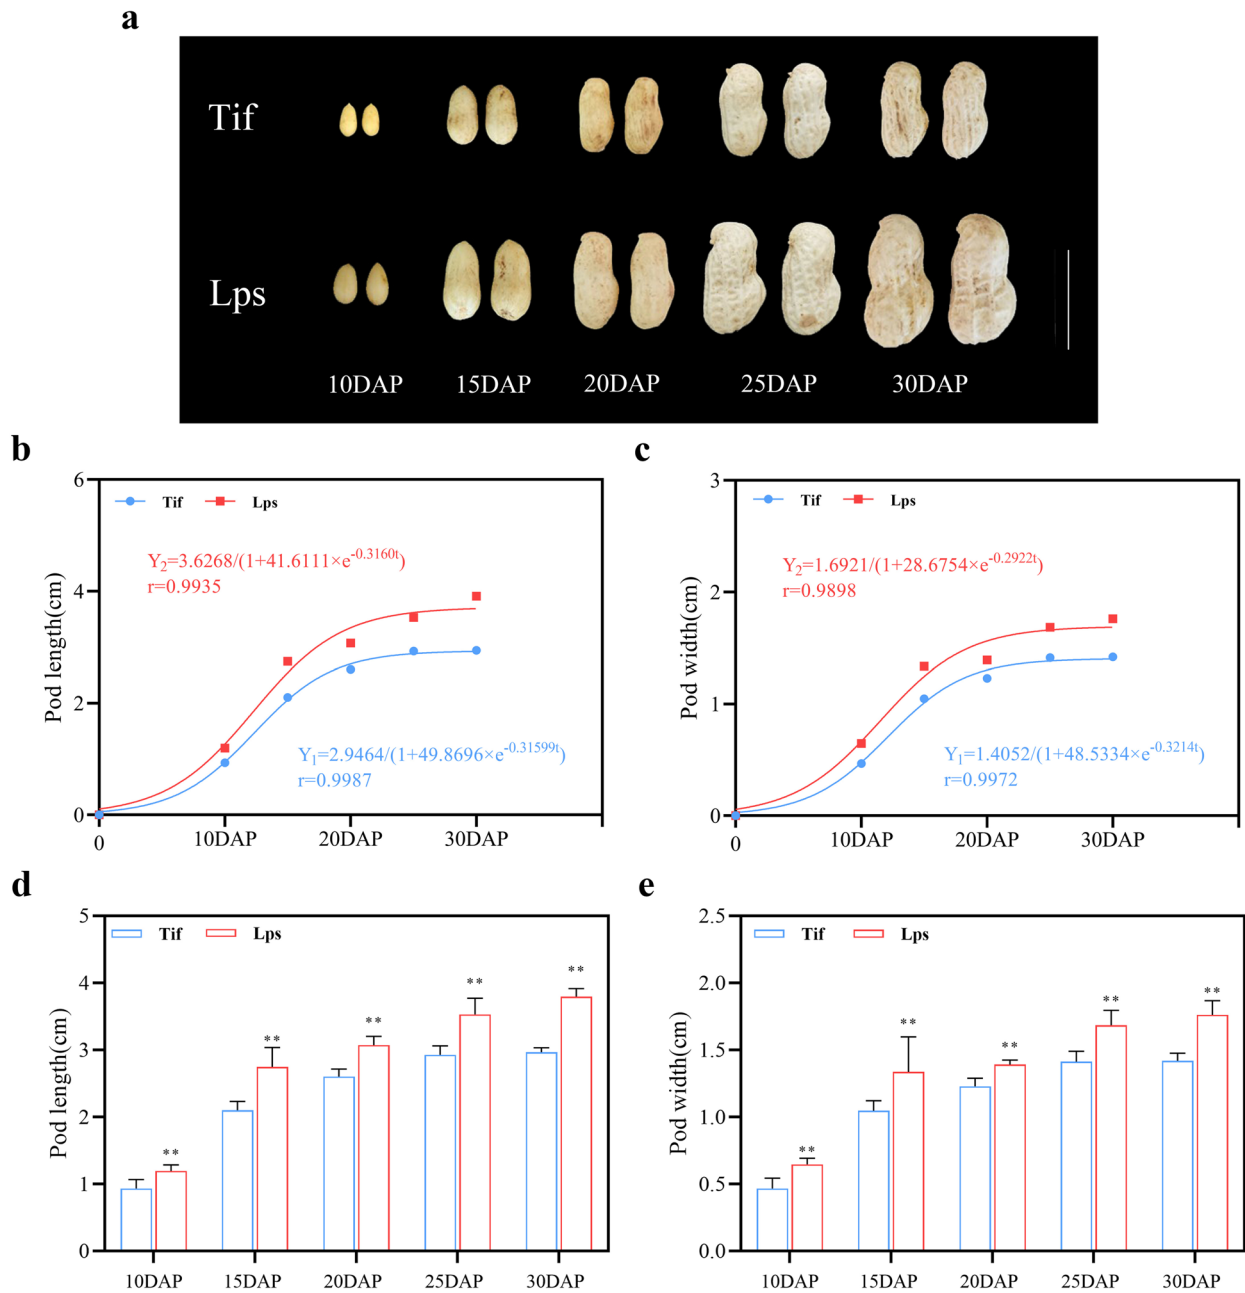 a
Tif
Lps
10DAP 15DAP 20DAP 25DAP 30DAP
b
6
4
2
0
Pod length(cm)
Tif Lps
Y2=3.6268/(1+41.6111×e-0.3160t)
r=0.9935
Y1=2.9464/(1+49.8696×e-0.31599t)
r=0.9987
0 10DAP 20DAP 30DAP
c
3
2
1
0
Pod width(cm)
Tif Lps
Y2=1.6921/(1+28.6754×e-0.2922t)
r=0.9898
Y1=1.4052/(1+48.5334×e-0.3214t)
r=0.9972
0 10DAP 20DAP 30DAP
d
5
4
3
2
1
0
Pod length(cm)
Tif Lps
** ** ** ** **
10DAP 15DAP 20DAP 25DAP 30DAP
e
2.5
2.0
1.5
1.0
0.5
0.0
Pod width(cm)
Tif Lps
** ** ** ** **
10DAP 15DAP 20DAP 25DAP 30DAP